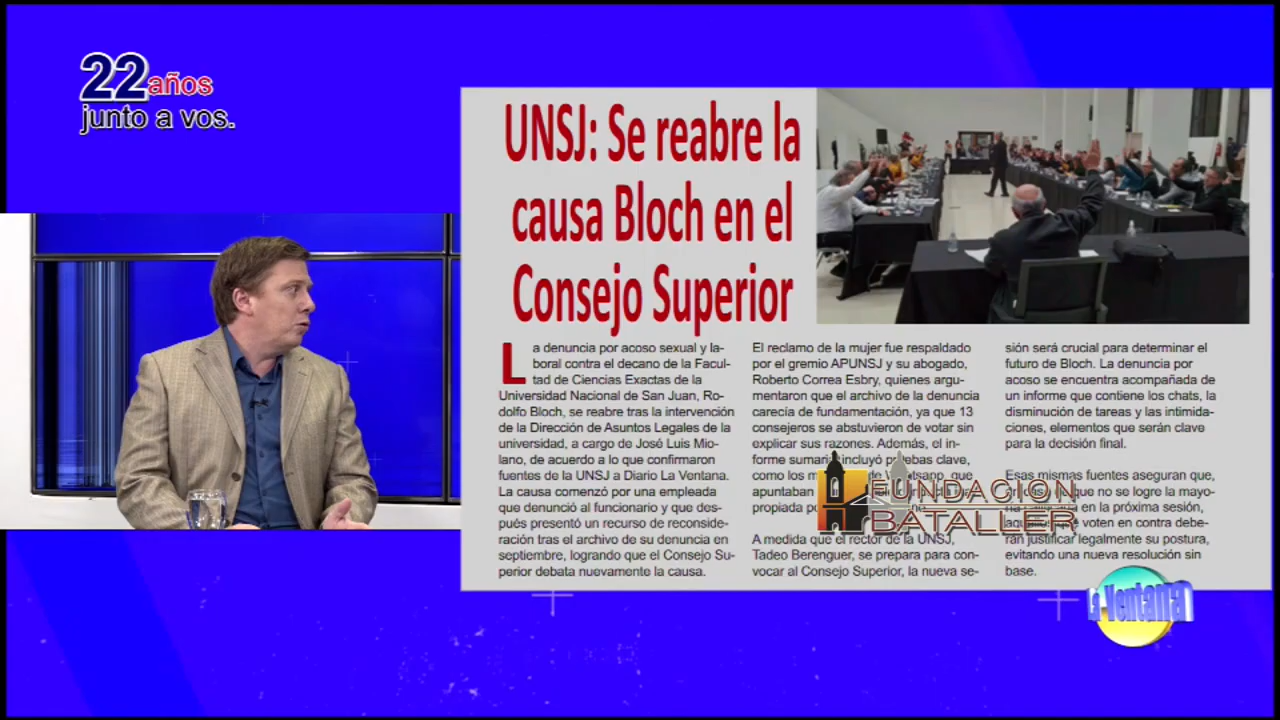 22 años
junto a vos.
UNSJ: Se reabre la
causa Bloch en el
Consejo Superior
La denuncia por acoso sexual y la-
boral contra el decano de la Facul-
tad de Ciencias Exactas de la
Universidad Nacional de San Juan, Ro-
dolfo Bloch, se reabre tras la intervención
de la Dirección de Asuntos Legales de la
universidad, a cargo de José Luis Mio-
lano, de acuerdo a lo que confirmaron
fuentes de la UNSJ a Diario La Ventana.
La causa comenzó por una empleada
que denunció al funcionario y que des-
pués presentó un recurso de reconside-
ración tras el archivo de su denuncia en
septiembre, logrando que el Consejo Su-
perior debata nuevamente la causa.
El reclamo de la mujer fue respaldado
por el gremio APUNSJ y su abogado,
Roberto Correa Esbry, quienes argu-
mentaron que el archivo de la denuncia
carecía de fundamentación, ya que 13
consejeros se abstuvieron de votar sin
explicar sus razones. Además, el in-
forme sumario incluyó pruebas clave,
como los de Whatsapp, que
apuntaban
propiada
A medida que el rector de la UNSJ,
Tadeo Berenguer, se prepara para con-
vocar al Consejo Superior, la nueva se-
sión será crucial para determinar el
futuro de Bloch. La denuncia por
acoso se encuentra acompañada de
un informe que contiene los chats, la
disminución de tareas y las intimida-
ciones, elementos que serán clave
para la decisión final.
Esas mismas fuentes aseguran que,
que no se logre la mayo-
en la próxima sesión,
voten en contra debe-
rán justificar legalmente su postura,
evitando una nueva resolución sin
base.
FUNDACION
BATALLER
La Ventana